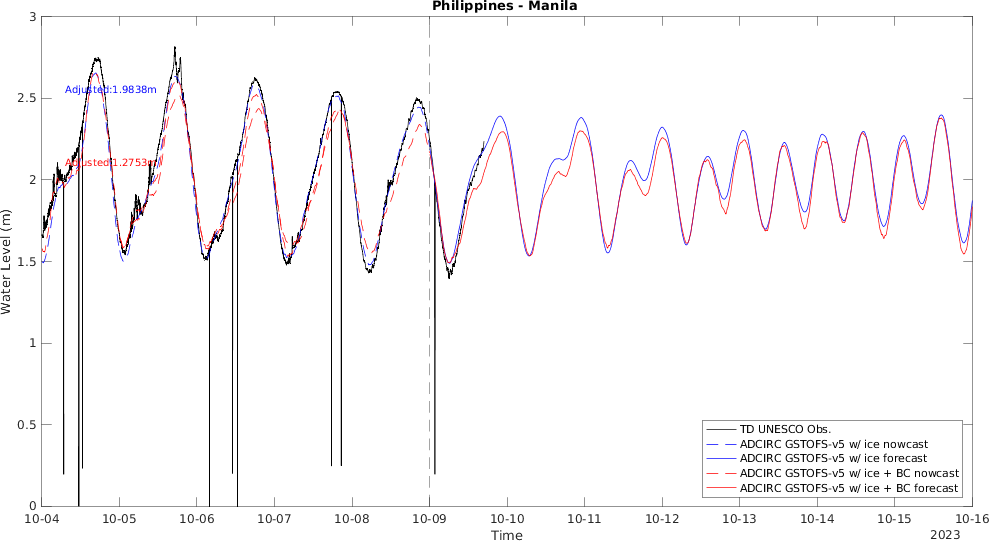 Philippines - Manila
3
2.5
2
1.5
1
0.5
0
Water Level (m)
Adjusted:1.9838m
Adjusted:1.2753m
TD UNESCO Obs.
ADCIRC GSTOFS-v5 w/ ice nowcast
ADCIRC GSTOFS-v5 w/ ice forecast
ADCIRC GSTOFS-v5 w/ ice + BC nowcast
ADCIRC GSTOFS-v5 w/ ice + BC forecast
10-04 10-05 10-06 10-07 10-08 10-09 10-10 10-11 10-12 10-13 10-14 10-15 10-16
Time
2023